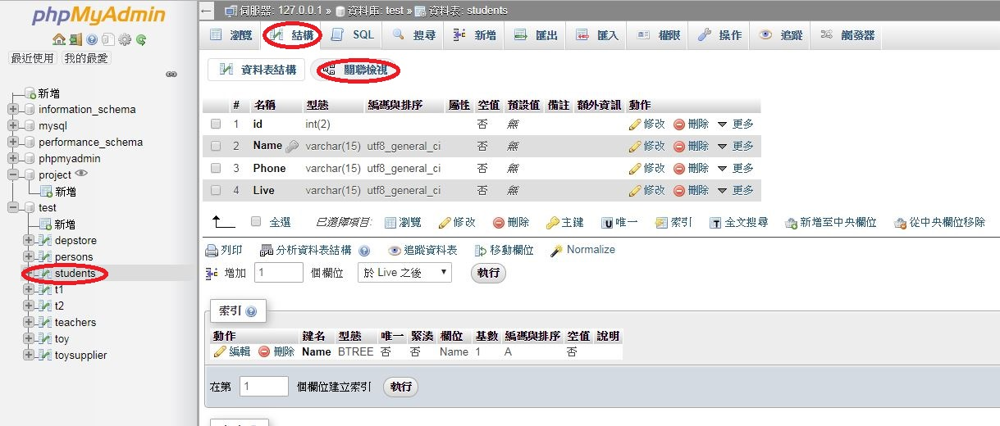 phpMyAdmin
最近使用 我的最愛
新增
information_schema
mysql
performance_schema
phpmyadmin
project
新增
test
新增
depstore
persons
students
t1
t2
teachers
toy
toysupplier
伺服器: 127.0.0.1 » 資料庫: test » 資料表: students
瀏覽 結構 SQL 搜尋 新增 匯出 匯入 權限 操作 追蹤 觸發器
資料表結構 關聯檢視
# 名稱 型態 編碼與排序 屬性 空值 預設值 備註 額外資訊 動作
1 id int(2) 否 無 修改 刪除 更多
2 Name varchar(15) utf8_general_ci 否 無 修改 刪除 更多
3 Phone varchar(15) utf8_general_ci 否 無 修改 刪除 更多
4 Live varchar(15) utf8_general_ci 否 無 修改 刪除 更多
全選 已選擇項目: 瀏覽 修改 刪除 主鍵 唯一 索引 全文搜尋 新增至中央欄位 從中央欄位移除
列印 分析資料表結構 追蹤資料表 移動欄位 Normalize
增加 1 個欄位 於 Live 之後 執行
索引
動作 鍵名 型態 唯一 緊湊 欄位 基數 編碼與排序 空值 說明
編輯 刪除 Name BTREE 否 否 Name 1 A 否
在第 1 個欄位建立索引 執行